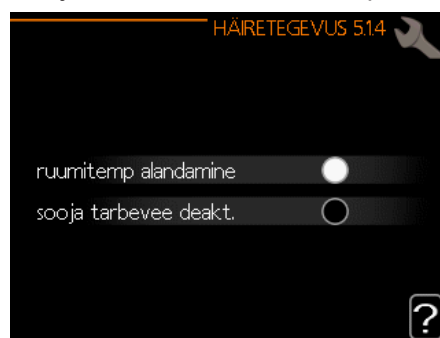 HÄIRETEGEVUS 5.1.4
ruumitemp alandamine
sooja tarbevee deakt.
?